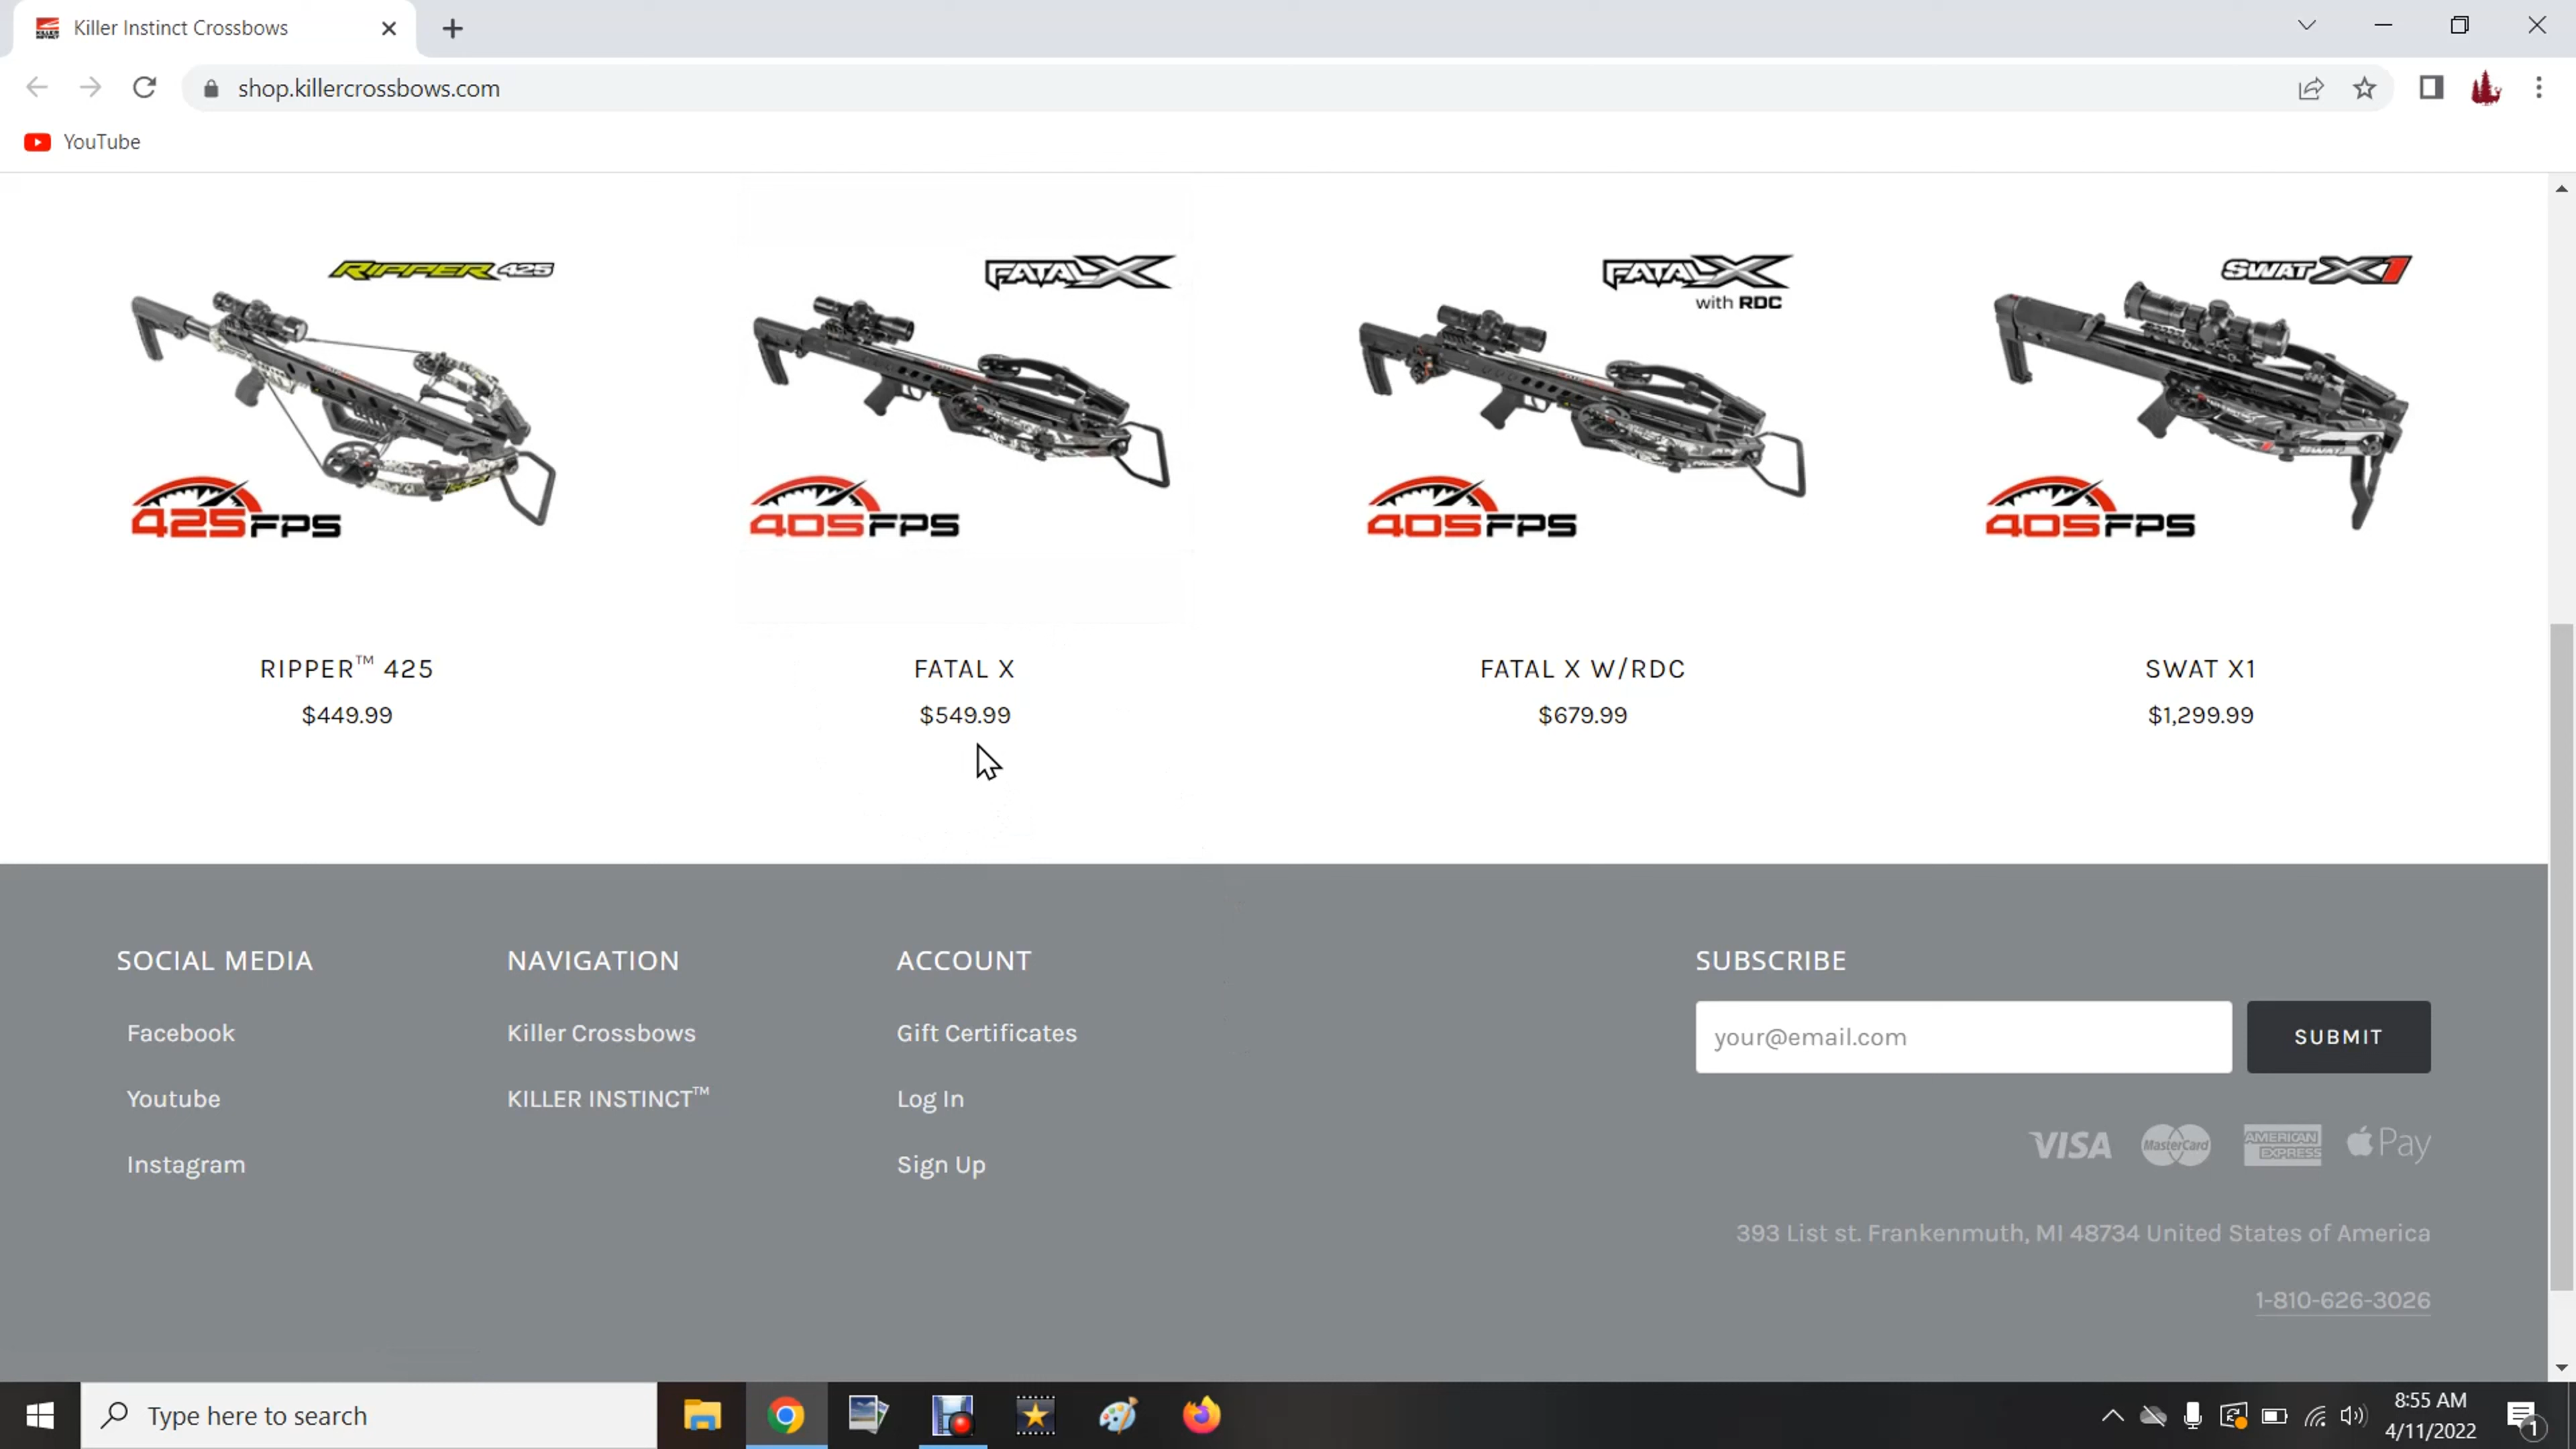 Killer Instinct Crossbows
shop.killercrossbows.com
YouTube
RIPPER 425
FATAL X
FATAL X
with RDC
SWAT X1
425FPS
405FPS
405FPS
405FPS
RIPPER™ 425
FATAL X
FATAL X W/RDC
SWAT X1
$449.99
$549.99
$679.99
$1,299.99
SOCIAL MEDIA
Facebook
Youtube
Instagram
NAVIGATION
Killer Crossbows
KILLER INSTINCT™
ACCOUNT
Gift Certificates
Log In
Sign Up
SUBSCRIBE
your@email.com
SUBMIT
VISA
MasterCard
AMERICAN
EXPRESS
Pay
393 List st. Frankenmuth, MI 48734 United States of America
1-810-626-3026
Type here to search
8:55 AM
4/11/2022
1